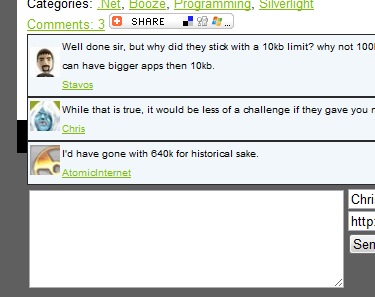 Categories: .Net, Booze, Programming, Silverlight
Comments: 3 SHARE
Well done sir, but why did they stick with a 10kb limit? why not 100k
can have bigger apps then 10kb.
Stavos
While that is true, it would be less of a challenge if they gave you
Chris
I'd have gone with 640k for historical sake.
AtomicInternet
Chri
http:
Sen